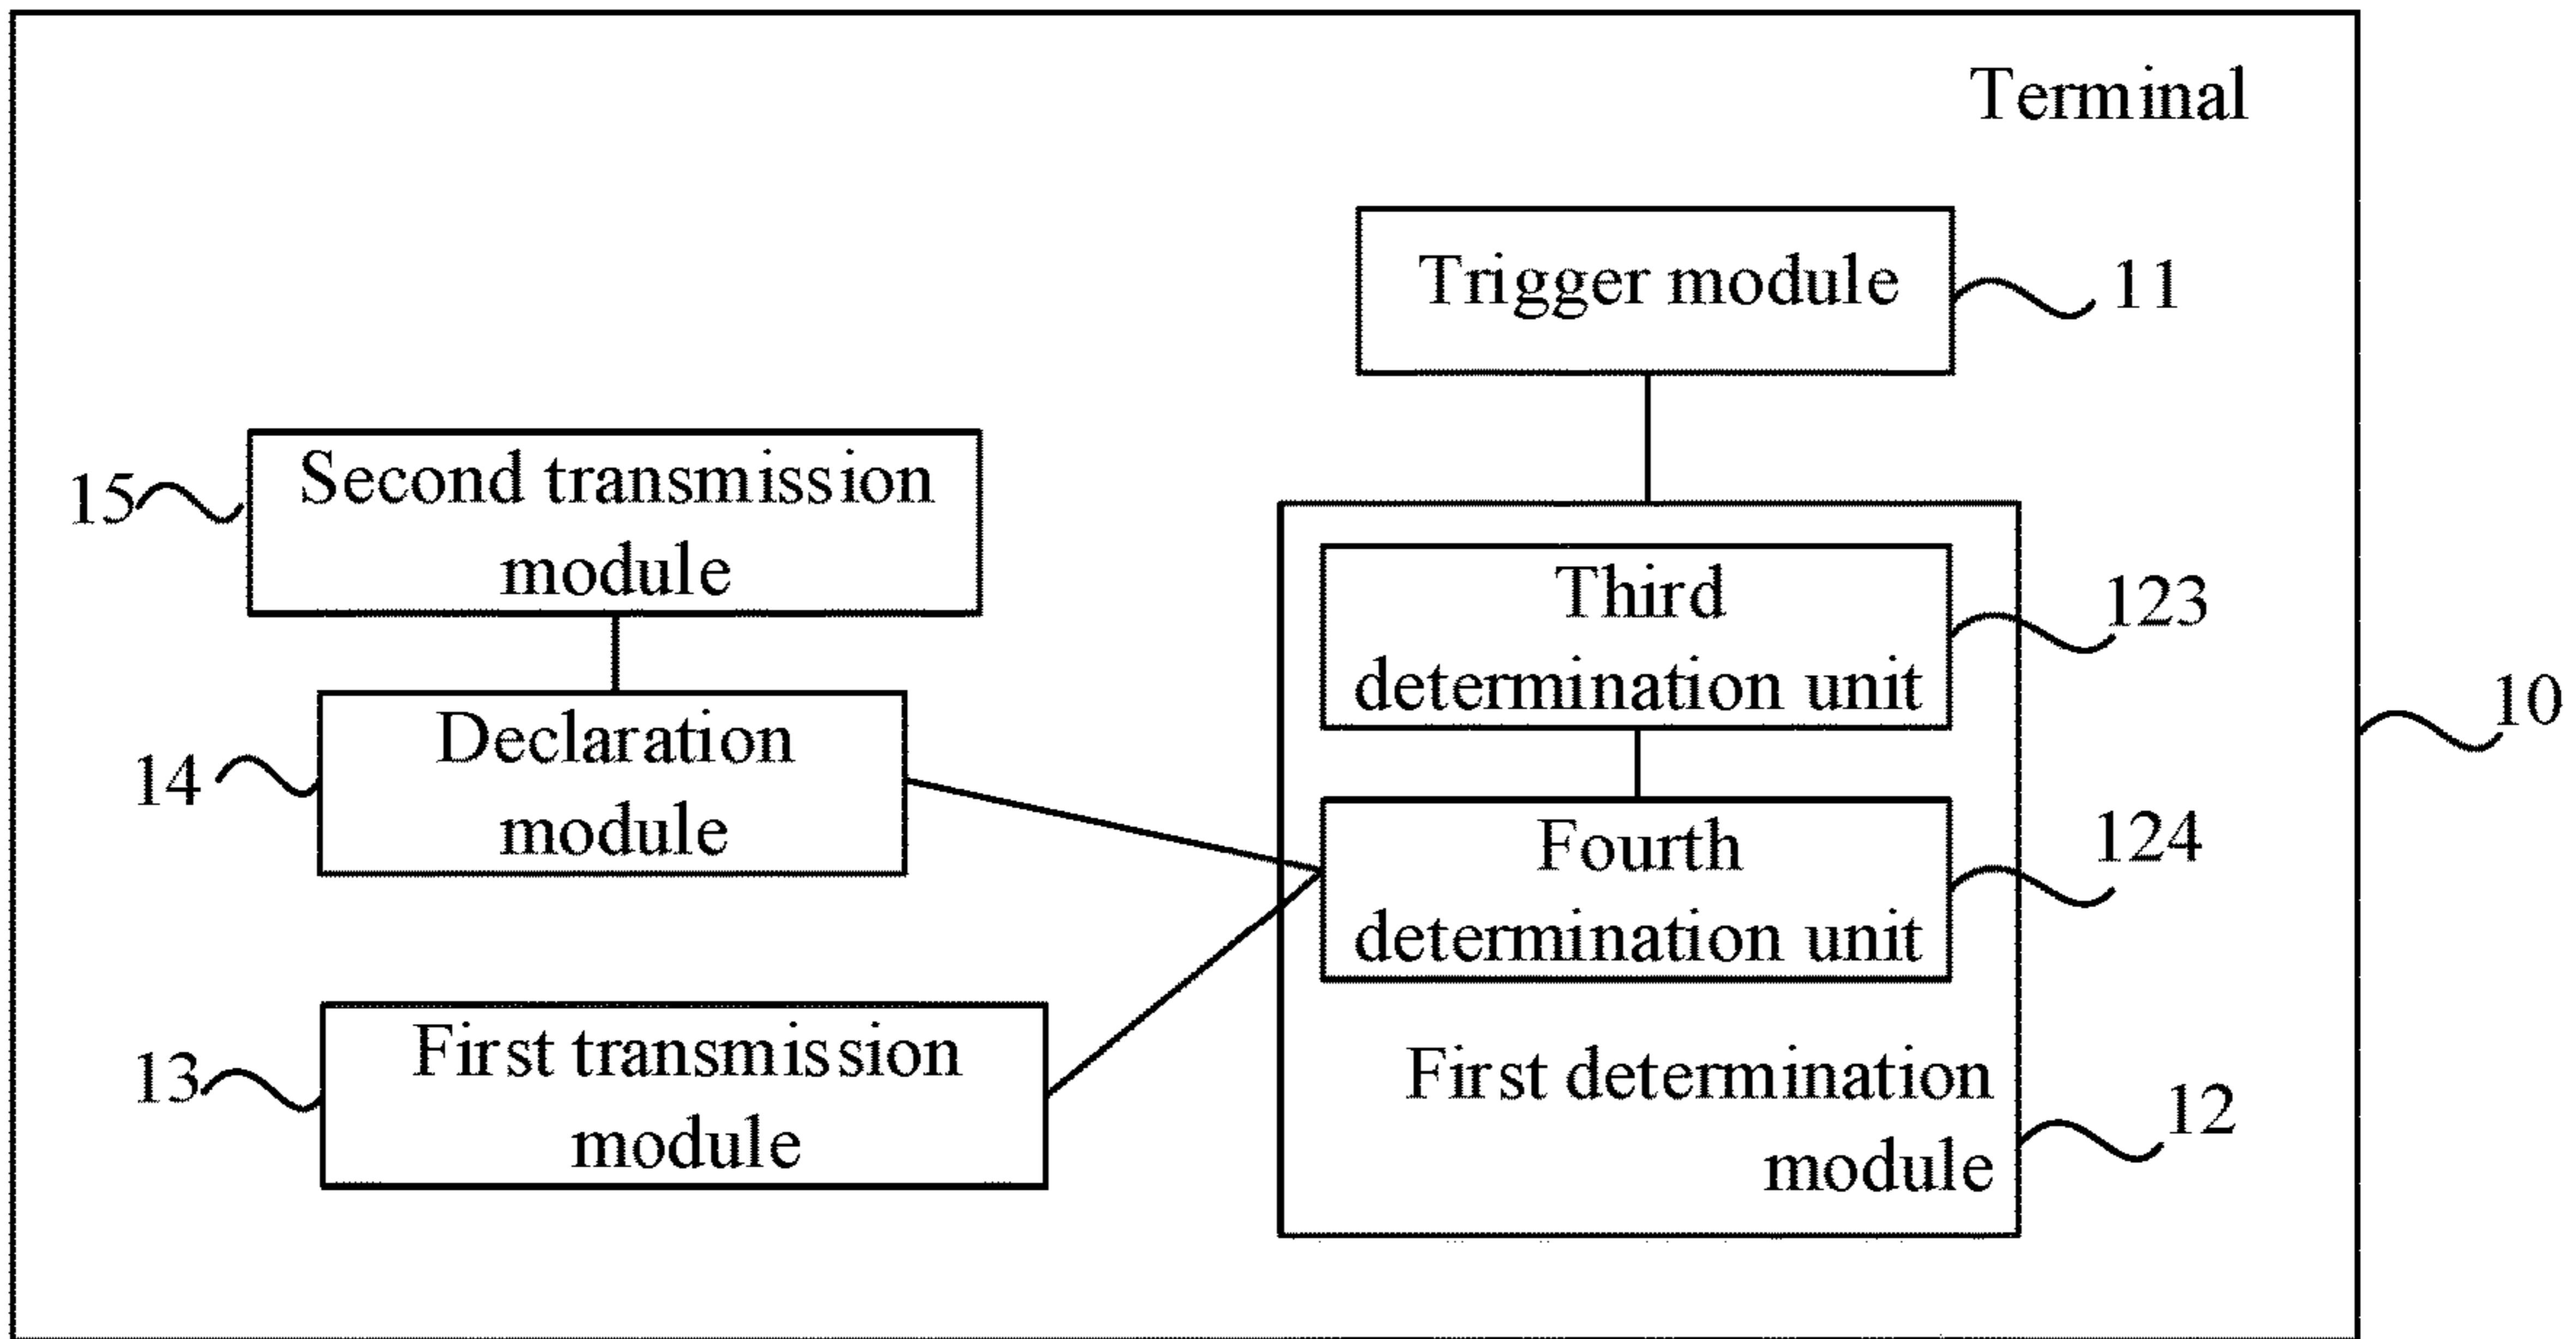 Terminal
Trigger module
11
Second transmission
module
15
Third
determination unit
123
10
Declaration
module
14
Fourth
determination unit
124
First transmission
module
13
First determination
module
12